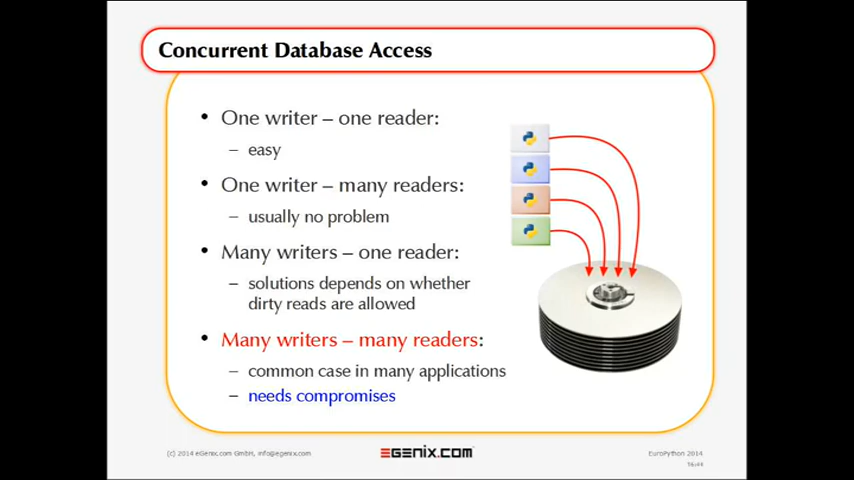 Concurrent Database Access
• One writer – one reader:
– easy
• One writer – many readers:
– usually no problem
• Many writers – one reader:
– solutions depends on whether
dirty reads are allowed
• Many writers – many readers:
– common case in many applications
– needs compromises
(c) 2014 eGenix.com GmbH, info@egenix.com
EGENIX.COM
EuroPython 2014